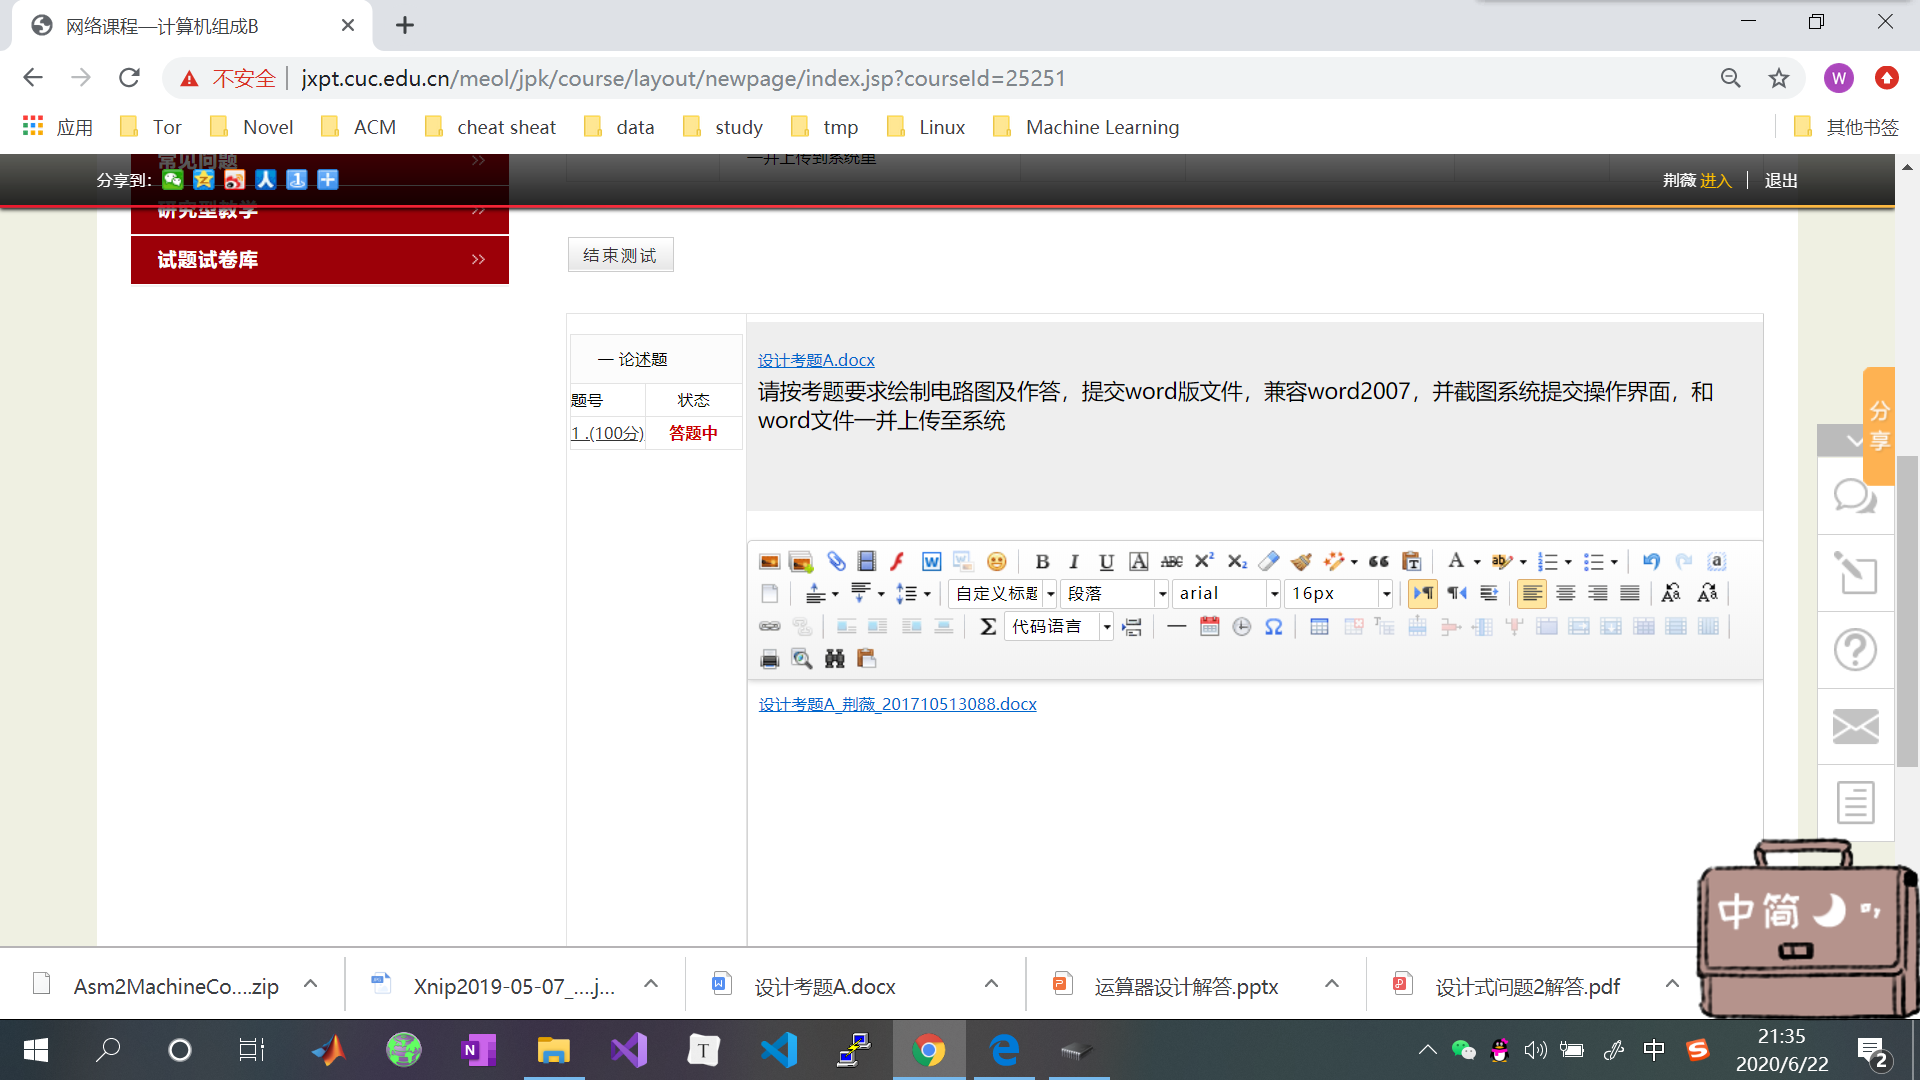 网络课程—计算机组成B
不安全 | jxpt.cuc.edu.cn/meol/jpk/course/layout/newpage/index.jsp?courseId=25251
W
应用 Tor Novel ACM cheat sheat data study tmp Linux Machine Learning 其他书签
常见问题 >>
一并上传到系统里
分享到:
荆薇 进入 | 退出
研究型教学 >>
试题试卷库 >>
结束测试
一 论述题
题号 状态
1 .(100分) 答题中
设计考题A.docx
请按考题要求绘制电路图及作答，提交word版文件，兼容word2007，并截图系统提交操作界面，和
word文件一并上传至系统
分享
自定义标题 段落 arial 16px
代码语言
设计考题A_荆薇_201710513088.docx
中 简
Asm2MachineCo....zip Xnip2019-05-07_....j... 设计考题A.docx 运算器设计解答.pptx 设计式问题2解答.pdf
中
21:35
2020/6/22
2